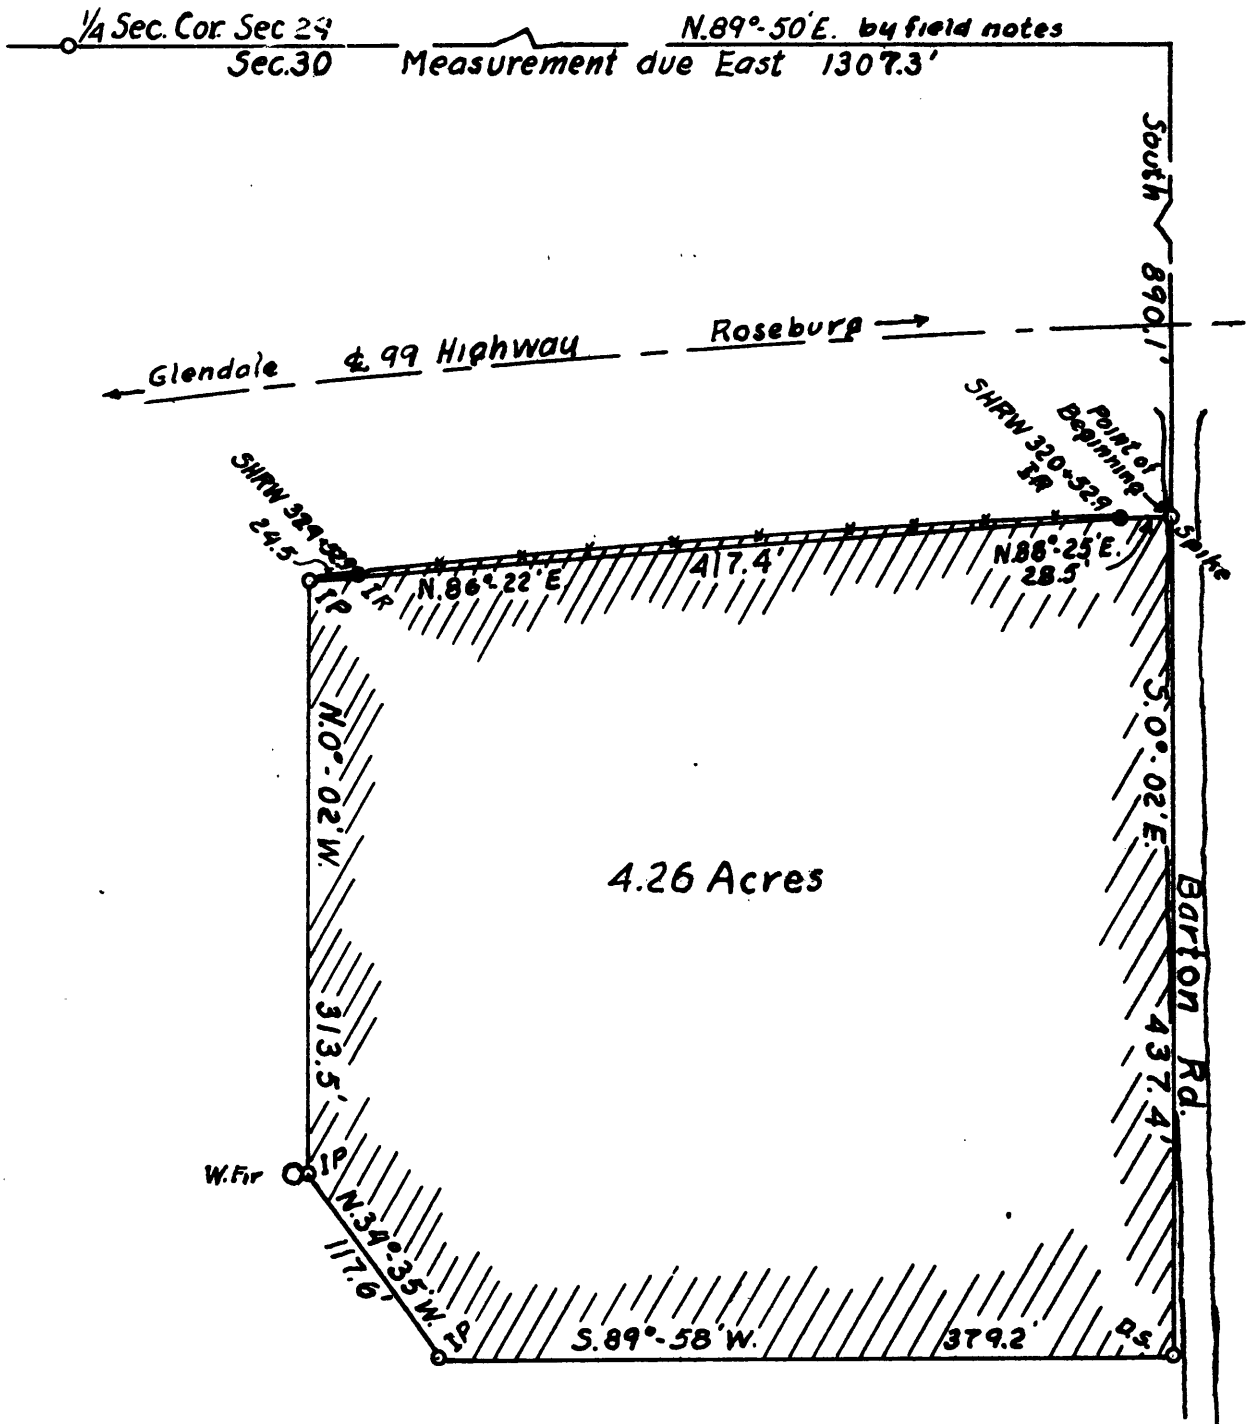 1/4 Sec. Cor. Sec 29
N.89°-50'E. by field notes
Sec.30
Measurement due East 1307.3'
South 890.1'
Glendale
℄ 99 Highway
Roseburg
SHRW 320+52.9
I.R
Point of
Beginning
Spike
SHRW
24.5
IP
IR
N.86°-22'E.
417.4'
N.88°-25'E.
28.5'
N.0°-02'W.
313.5'
S.0°-02'E.
437.4'
4.26 Acres
Barton Rd.
W.Fir
IP
N.34°-35'W.
117.6'
IP
S.89°-58'W.
379.2'
D.S.